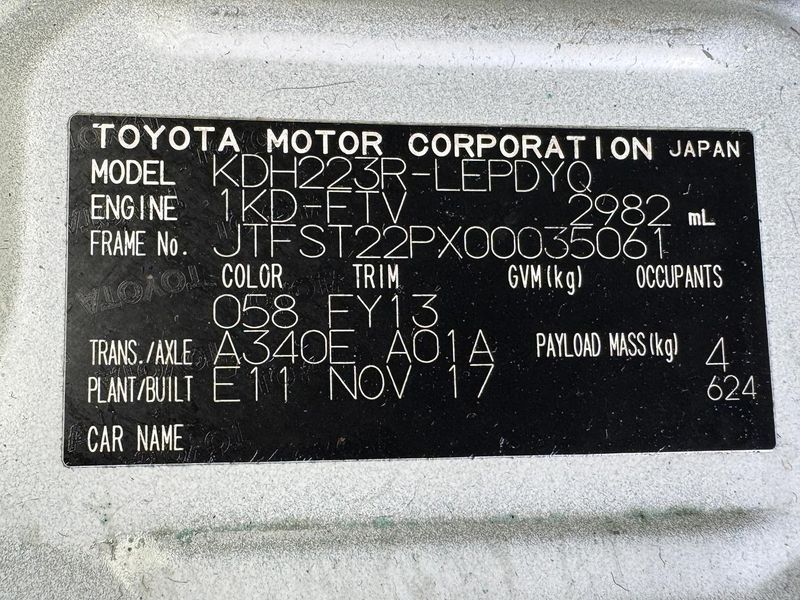 TOYOTA MOTOR CORPORATION JAPAN
MODEL KDH223R-LEPDYQ
ENGINE 1KD-FTV 2982 mL
FRAME No. JTFST22PX00035061
COLOR TRIM GVM(kg) OCCUPANTS
058 FY13
TRANS./AXLE A340E A01A PAYLOAD MASS(kg) 4
PLANT/BUILT E11 NOV 17 624
CAR NAME